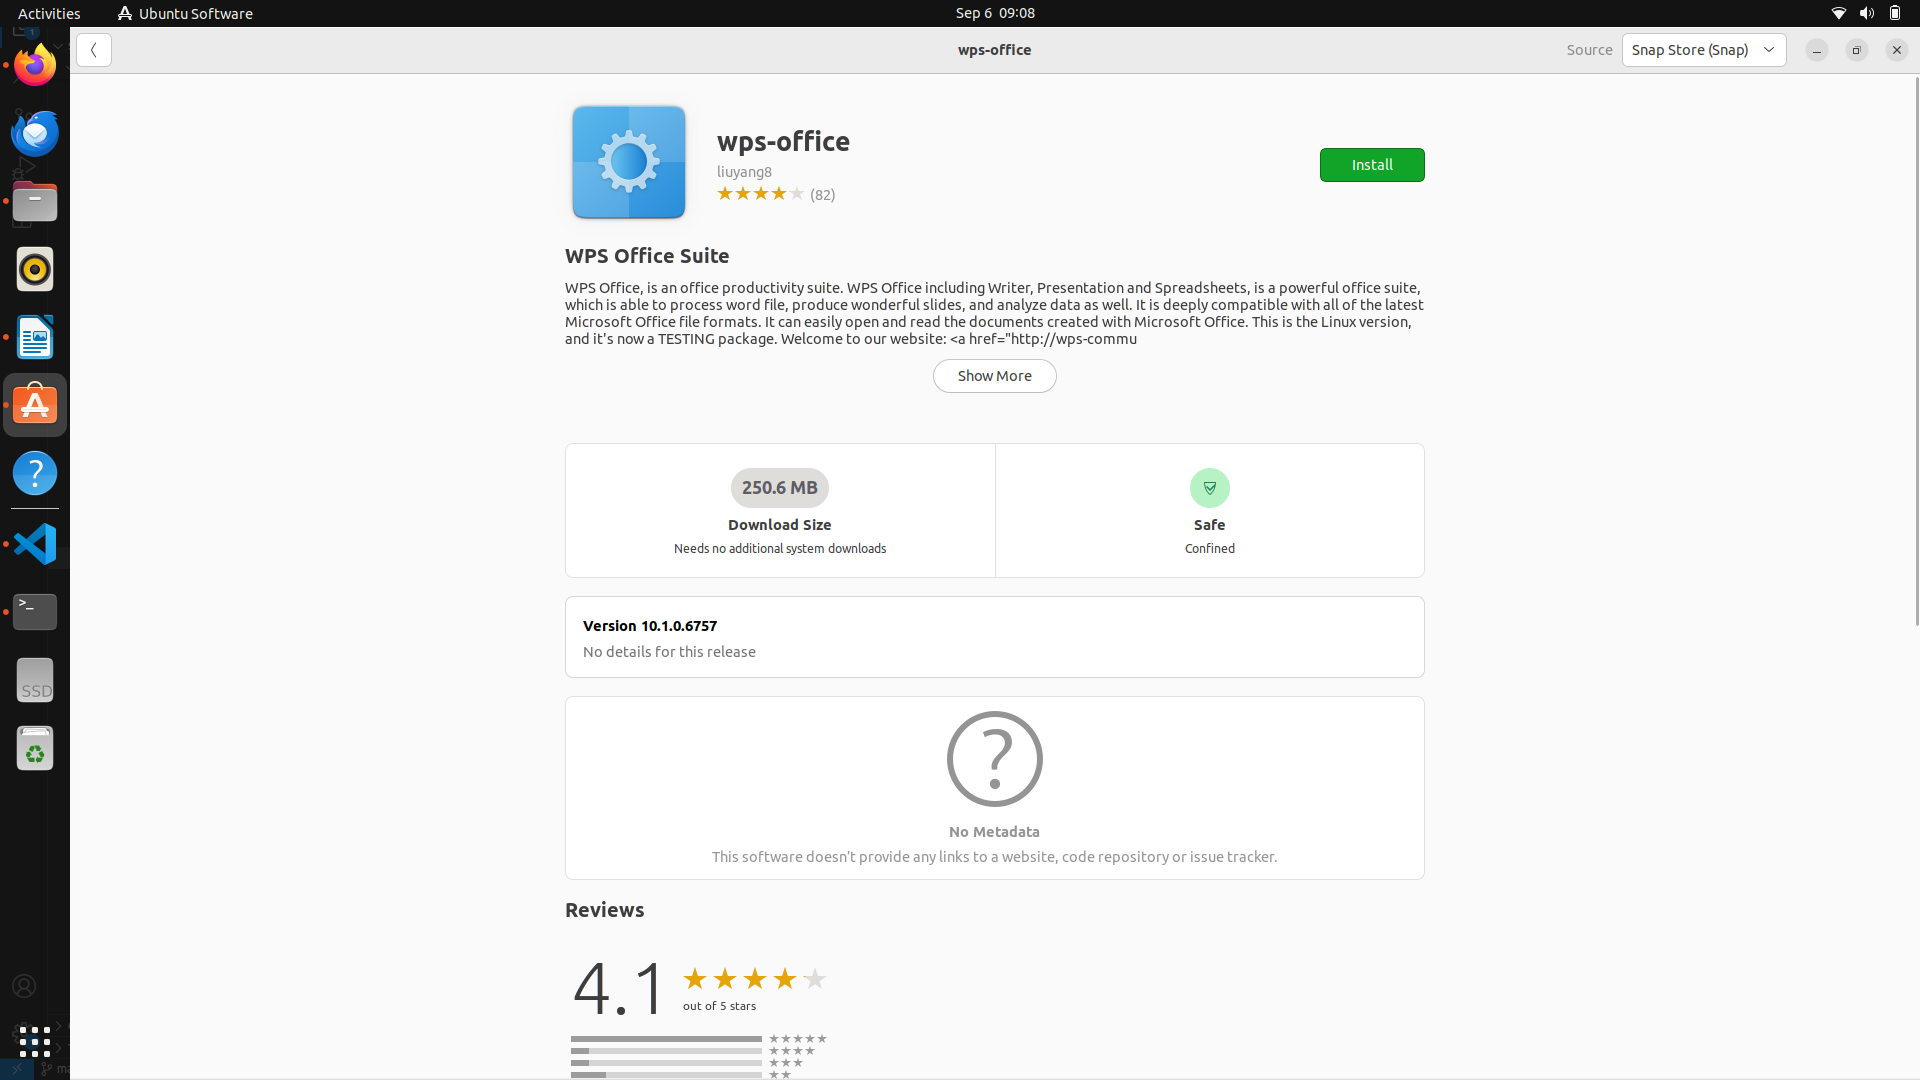 Activities
Ubuntu Software
Sep 6 09:08
wps-office
Source
Snap Store (Snap)
wps-office
liuyang8
(82)
Install
WPS Office Suite
WPS Office, is an office productivity suite. WPS Office including Writer, Presentation and Spreadsheets, is a powerful office suite,
which is able to process word file, produce wonderful slides, and analyze data as well. It is deeply compatible with all of the latest
Microsoft Office file formats. It can easily open and read the documents created with Microsoft Office. This is the Linux version,
and it's now a TESTING package. Welcome to our website: <a href="http://wps-commu
Show More
250.6 MB
Download Size
Needs no additional system downloads
Safe
Confined
Version 10.1.0.6757
No details for this release
SSD
No Metadata
This software doesn’t provide any links to a website, code repository or issue tracker.
Reviews
4.1
out of 5 stars